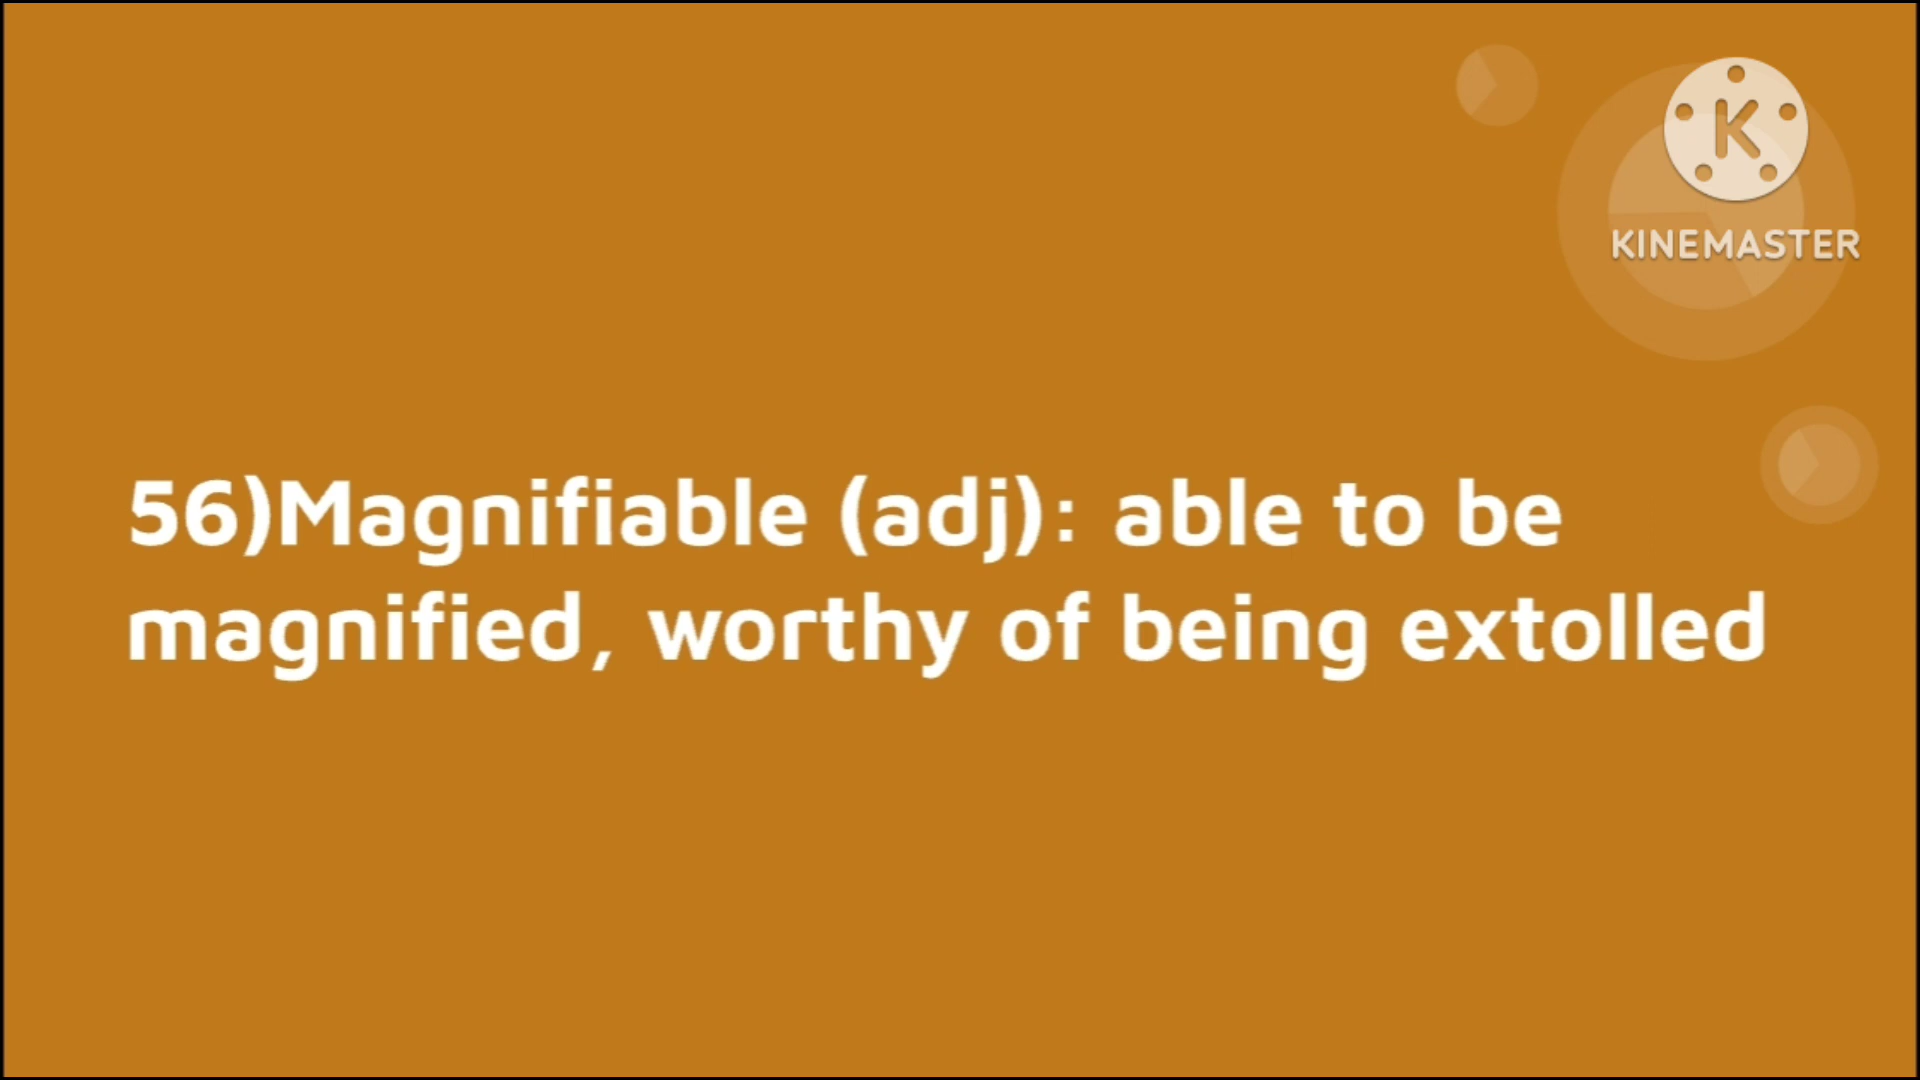 K
KINEMASTER
56)Magnifiable (adj): able to be
magnified, worthy of being extolled